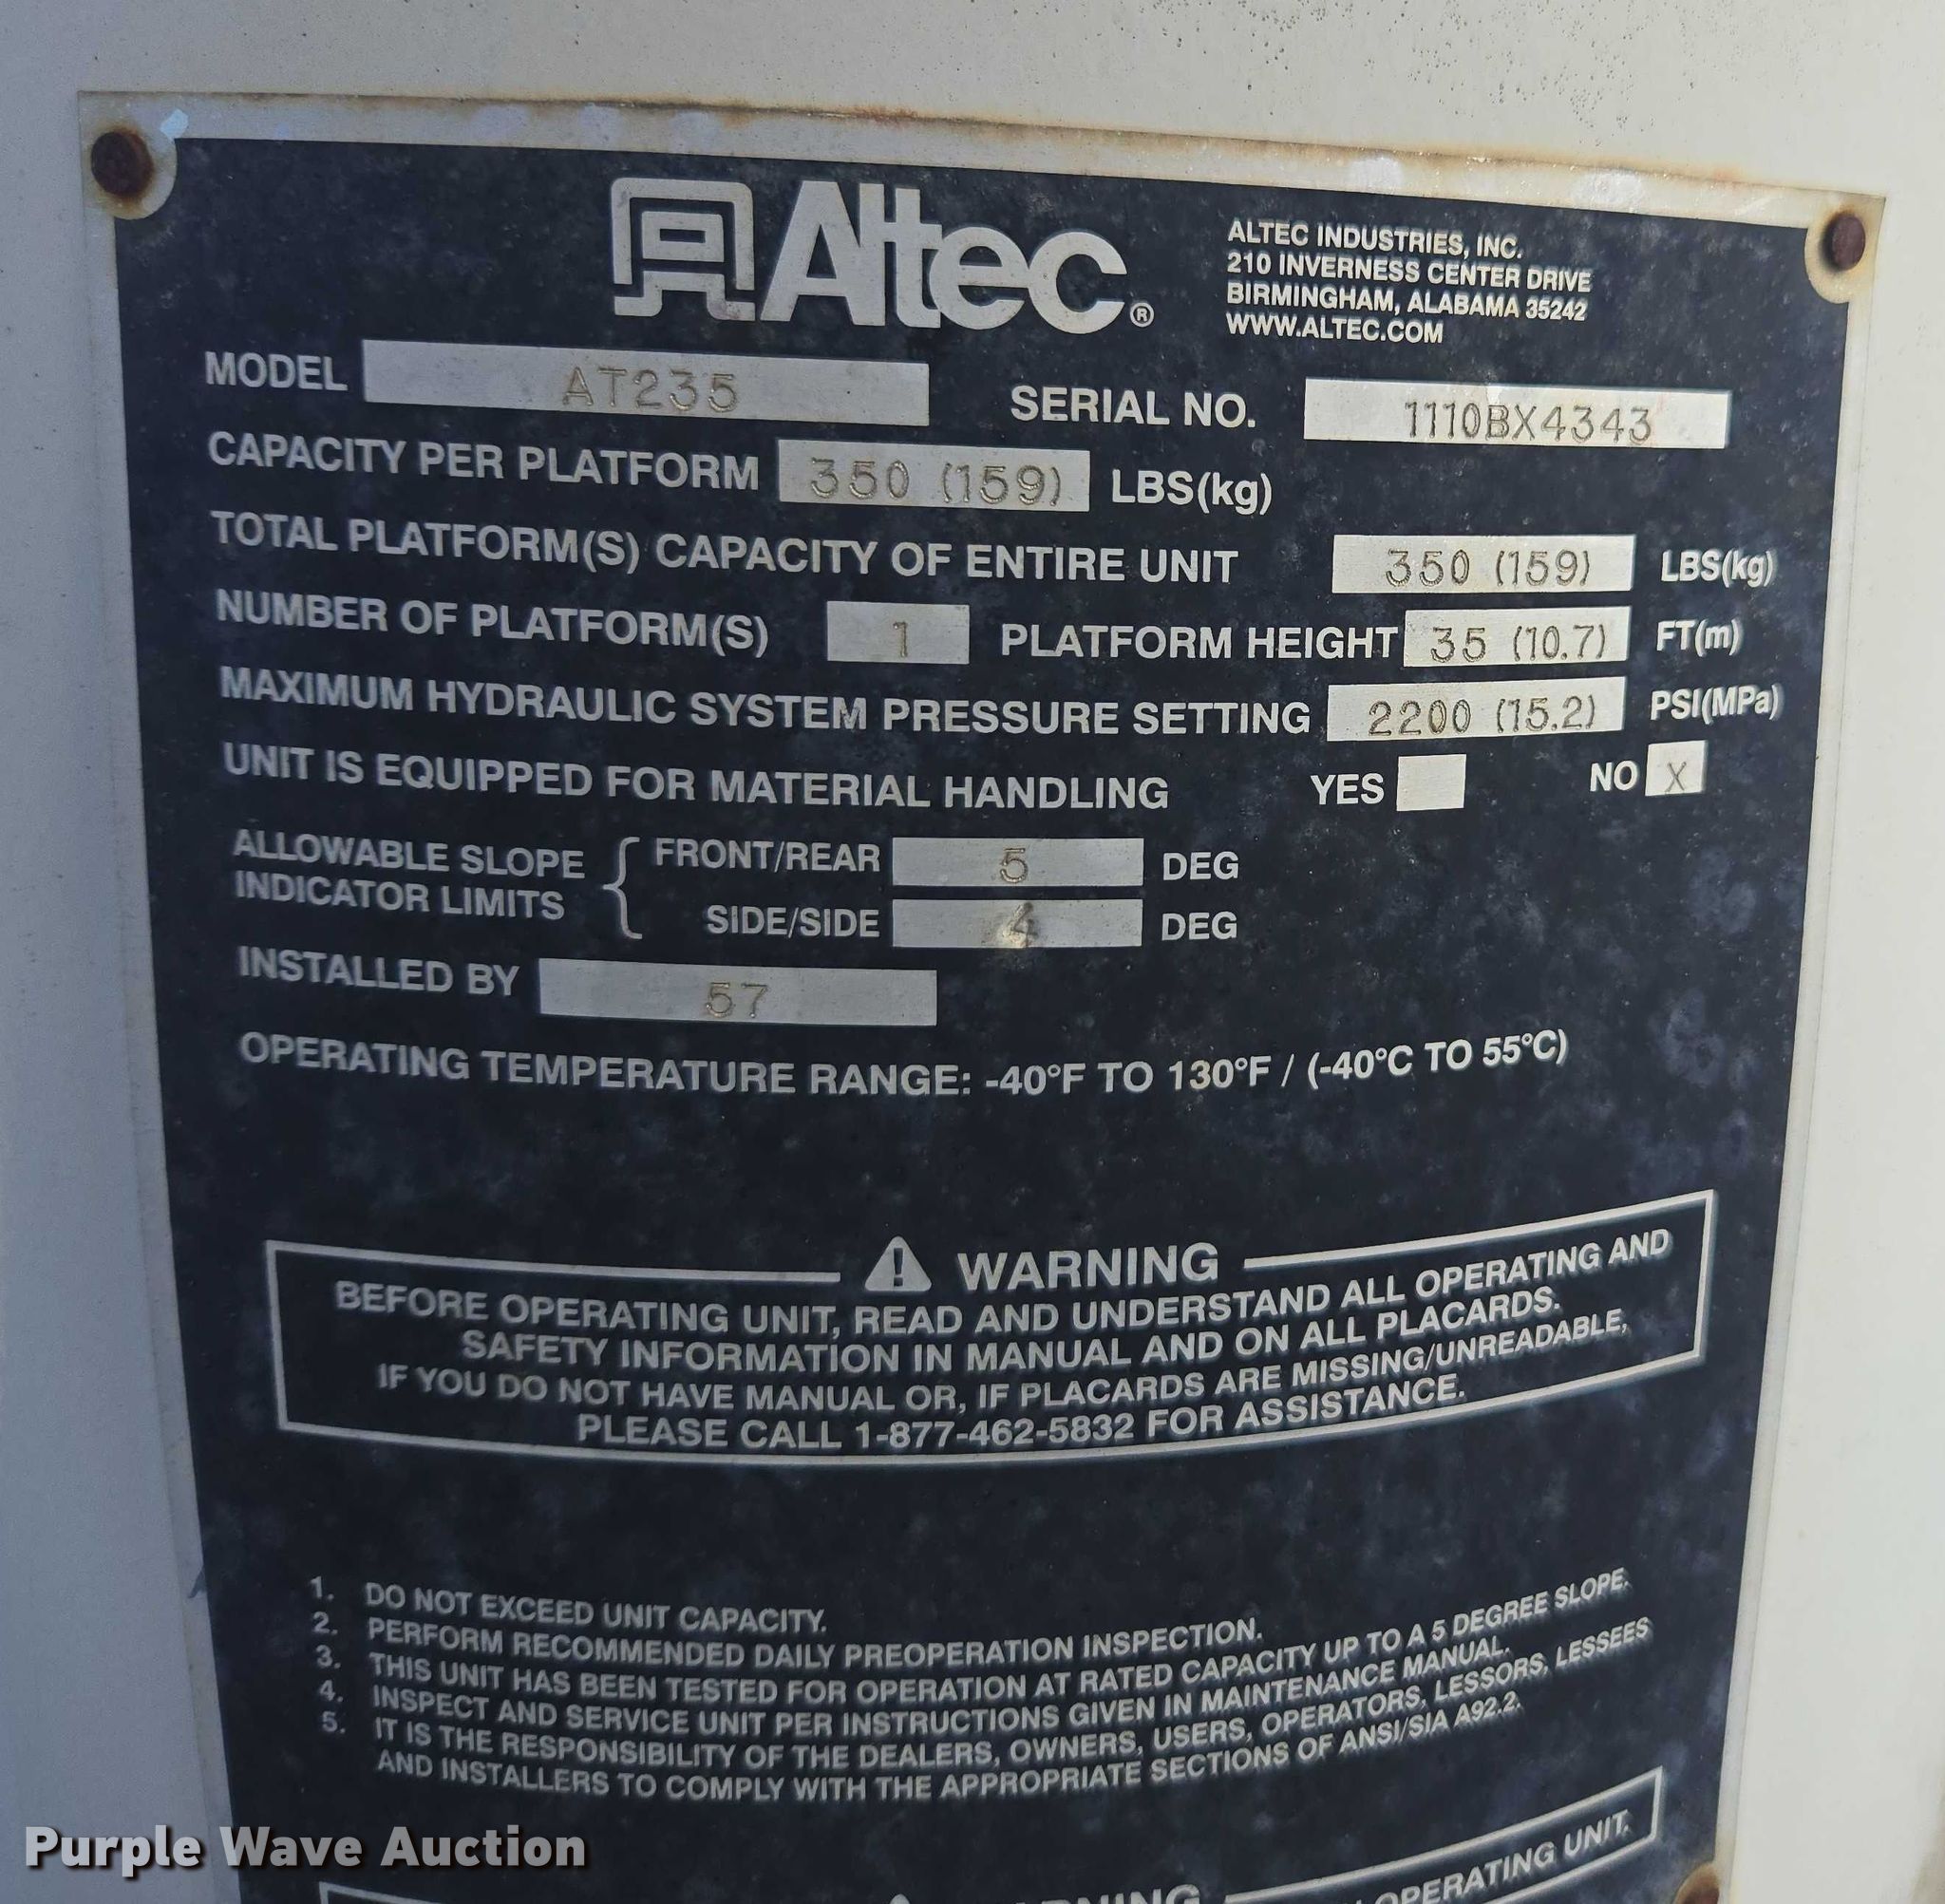 Altec®
ALTEC INDUSTRIES, INC.
210 INVERNESS CENTER DRIVE
BIRMINGHAM, ALABAMA 35242
WWW.ALTEC.COM
MODEL AT235 SERIAL NO. 1110BX4343
CAPACITY PER PLATFORM 350 (159) LBS(kg)
TOTAL PLATFORM(S) CAPACITY OF ENTIRE UNIT 350 (159) LBS(kg)
NUMBER OF PLATFORM(S) 1 PLATFORM HEIGHT 35 (10.7) FT(m)
MAXIMUM HYDRAULIC SYSTEM PRESSURE SETTING 2200 (15.2) PSI(MPa)
UNIT IS EQUIPPED FOR MATERIAL HANDLING YES NO X
ALLOWABLE SLOPE INDICATOR LIMITS { FRONT/REAR 5 DEG
SIDE/SIDE 4 DEG
INSTALLED BY 57
OPERATING TEMPERATURE RANGE: -40°F TO 130°F / (-40°C TO 55°C)
WARNING
BEFORE OPERATING UNIT, READ AND UNDERSTAND ALL OPERATING AND
SAFETY INFORMATION IN MANUAL AND ON ALL PLACARDS.
IF YOU DO NOT HAVE MANUAL OR, IF PLACARDS ARE MISSING/UNREADABLE,
PLEASE CALL 1-877-462-5832 FOR ASSISTANCE.
1. DO NOT EXCEED UNIT CAPACITY.
2. PERFORM RECOMMENDED DAILY PREOPERATION INSPECTION.
3. THIS UNIT HAS BEEN TESTED FOR OPERATION AT RATED CAPACITY UP TO A 5 DEGREE SLOPE.
4. INSPECT AND SERVICE UNIT PER INSTRUCTIONS GIVEN IN MAINTENANCE MANUAL.
5. IT IS THE RESPONSIBILITY OF THE DEALERS, OWNERS, USERS, OPERATORS, LESSORS, LESSEES
AND INSTALLERS TO COMPLY WITH THE APPROPRIATE SECTIONS OF ANSI/SIA A92.2.
OPERATING UNIT.
Purple Wave Auction